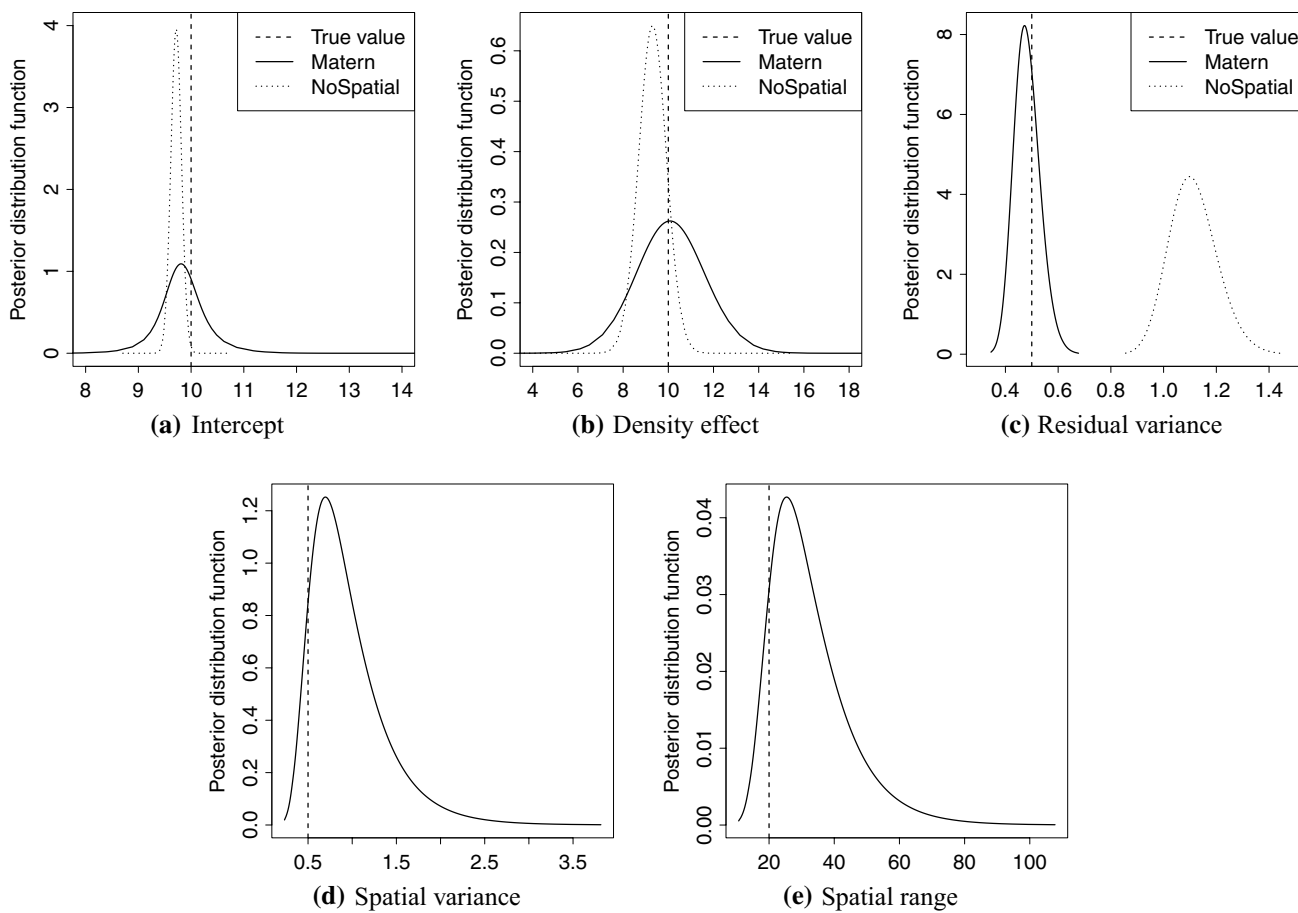 Posterior distribution function
4
3
2
1
0
True value
Matern
NoSpatial
8 9 10 11 12 13 14
(a) Intercept
Posterior distribution function
0.6
0.5
0.4
0.3
0.2
0.1
0.0
True value
Matern
NoSpatial
4 6 8 10 12 14 16 18
(b) Density effect
Posterior distribution function
8
6
4
2
0
True value
Matern
NoSpatial
0.4 0.6 0.8 1.0 1.2 1.4
(c) Residual variance
Posterior distribution function
1.2
1.0
0.8
0.6
0.4
0.2
0.0
0.5 1.5 2.5 3.5
(d) Spatial variance
Posterior distribution function
0.04
0.03
0.02
0.01
0.00
20 40 60 80 100
(e) Spatial range